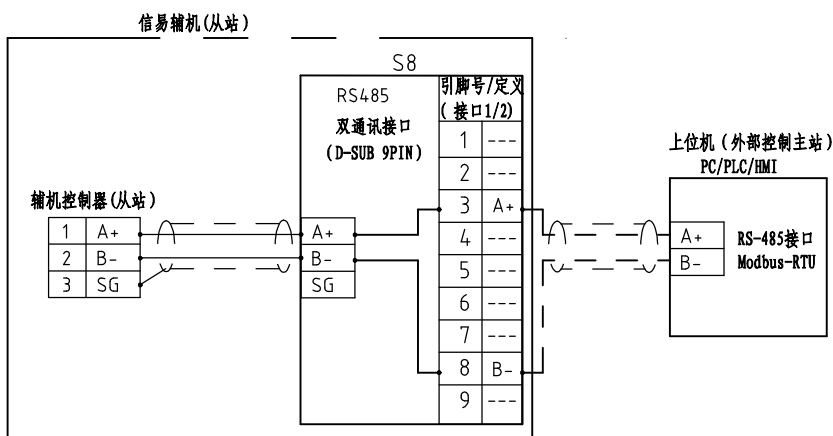 信易辅机(从站)
S8
RS485
双通讯接口
(D-SUB 9PIN)
引脚号/定义
(接口1/2)
1 ---
2 ---
3 A+
4 ---
5 ---
6 ---
7 ---
8 B-
9 ---
辅机控制器(从站)
1 A+
2 B-
3 SG
A+
B-
SG
上位机(外部控制主站)
PC/PLC/HMI
A+
B-
RS-485接口
Modbus-RTU